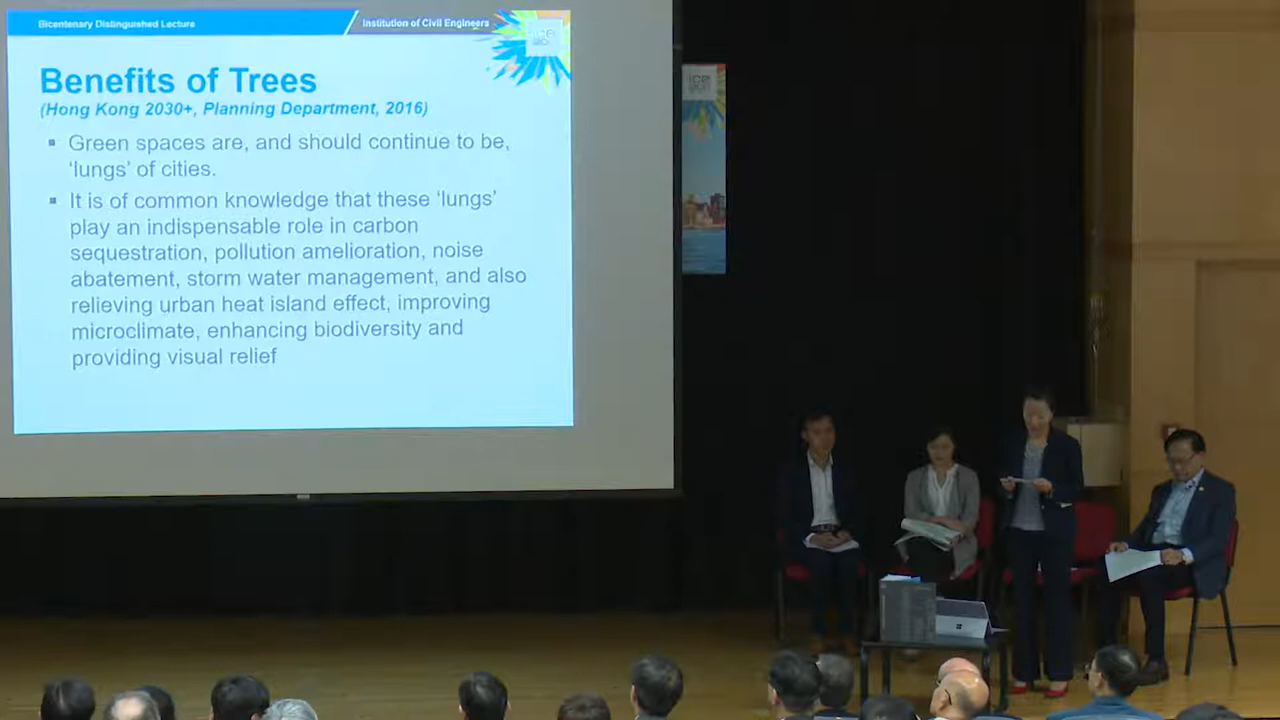 Bicentenary Distinguished Lecture
Institution of Civil Engineers
ice
200
Benefits of Trees
(Hong Kong 2030+, Planning Department, 2016)
▪ Green spaces are, and should continue to be,
‘lungs’ of cities.
▪ It is of common knowledge that these ‘lungs’
play an indispensable role in carbon
sequestration, pollution amelioration, noise
abatement, storm water management, and also
relieving urban heat island effect, improving
microclimate, enhancing biodiversity and
providing visual relief
ice